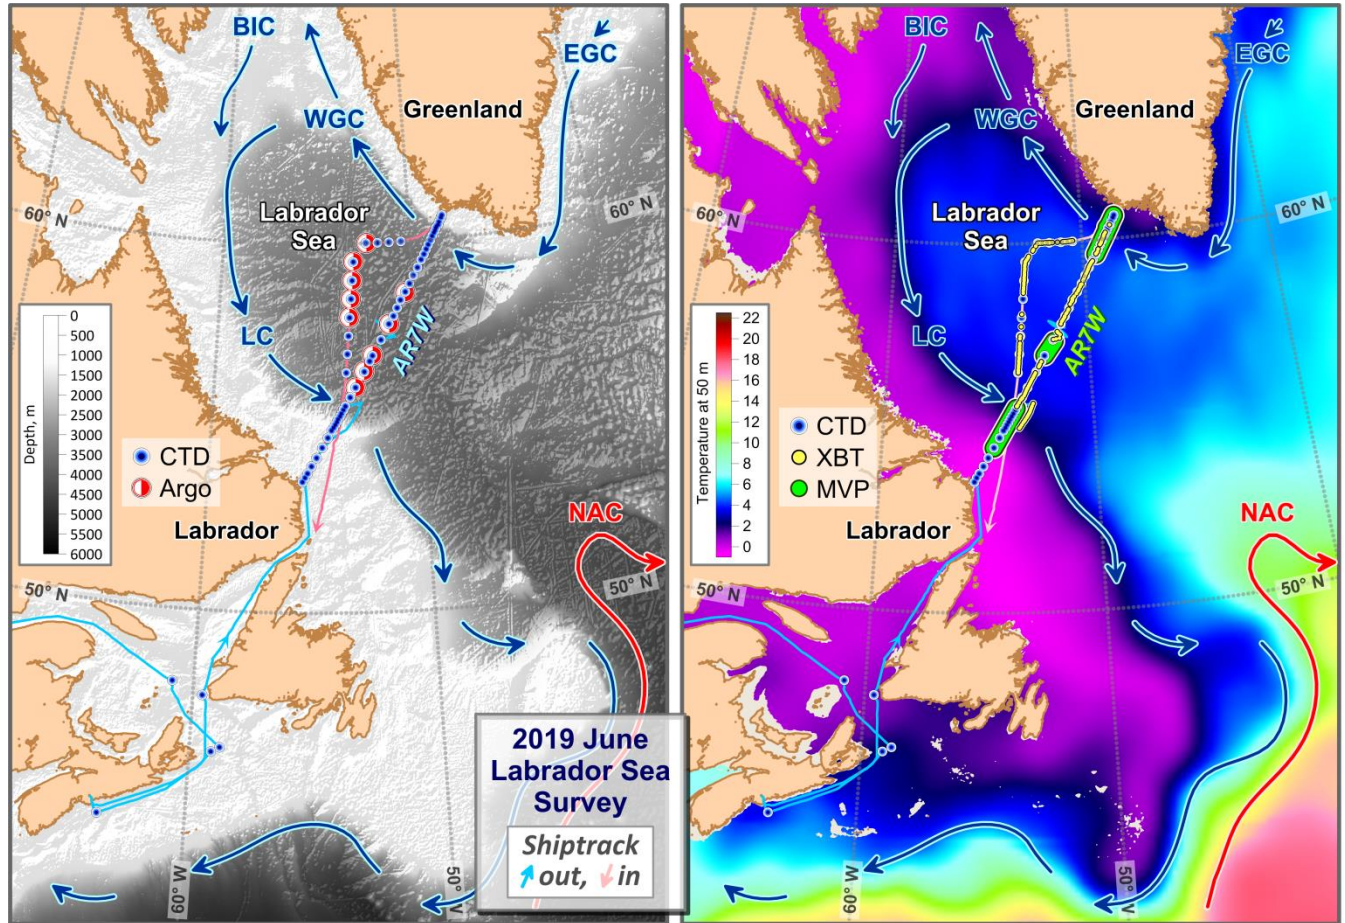 BIC
EGC
WGC
Greenland
Labrador
Sea
60° N
60° N
LC
AR7W
Depth, m
0
500
1000
1500
2000
2500
3000
3500
4000
4500
5000
5500
6000
CTD
Argo
Labrador
NAC
50° N
50° N
60° W
50° W
2019 June
Labrador Sea
Survey
Shiptrack
out, in
BIC
EGC
WGC
Greenland
Labrador
Sea
60° N
60° N
LC
AR7W
Temperature at 50 m
22
20
18
16
14
12
10
8
6
4
2
0
CTD
XBT
MVP
Labrador
NAC
50° N
50° N
60° W
50° W